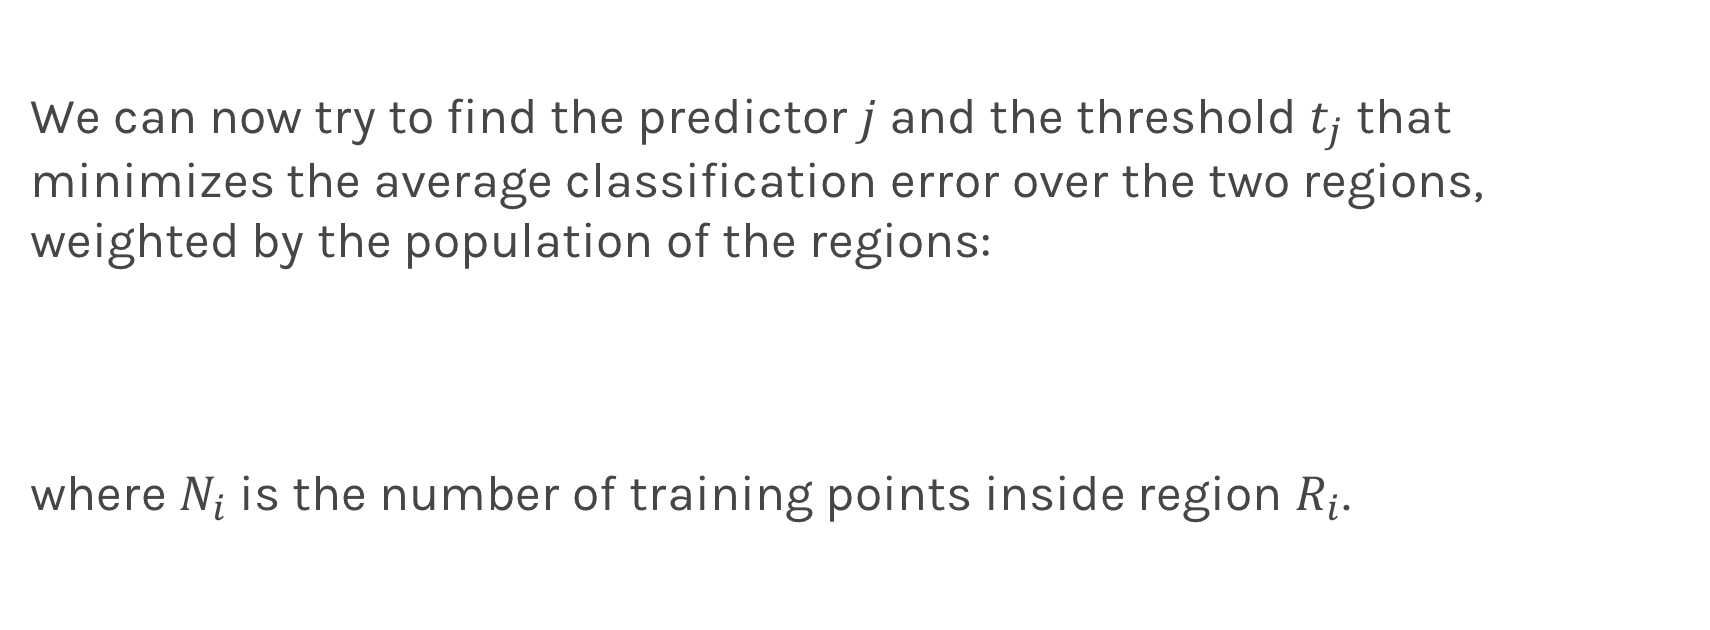 We can now try to find the predictor j and the threshold tⱼ that
minimizes the average classification error over the two regions,
weighted by the population of the regions:
where Nᵢ is the number of training points inside region Rᵢ.